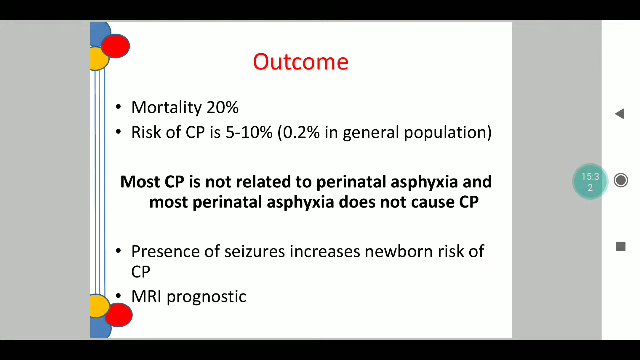 Outcome
• Mortality 20%
• Risk of CP is 5-10% (0.2% in general population)
Most CP is not related to perinatal asphyxia and
most perinatal asphyxia does not cause CP
• Presence of seizures increases newborn risk of
CP
• MRI prognostic
15:3
2